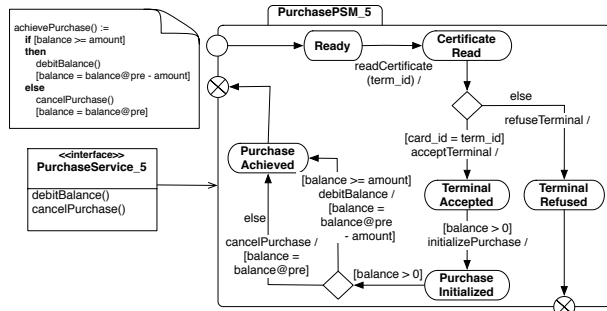 achievePurchase() :=
if [balance >= amount]
then
debitBalance()
[balance = balance@pre - amount]
else
cancelPurchase()
[balance = balance@pre]
<<interface>>
PurchaseService_5
debitBalance()
cancelPurchase()
PurchasePSM_5
Ready
readCertificate
(term_id) /
Certificate
Read
else
refuseTerminal /
[card_id = term_id]
acceptTerminal /
Terminal
Accepted
Terminal
Refused
[balance > 0]
initializePurchase /
Purchase
Initialized
[balance > 0]
Purchase
Achieved
[balance >= amount]
debitBalance /
[balance =
balance@pre
- amount]
else
cancelPurchase /
[balance =
balance@pre]